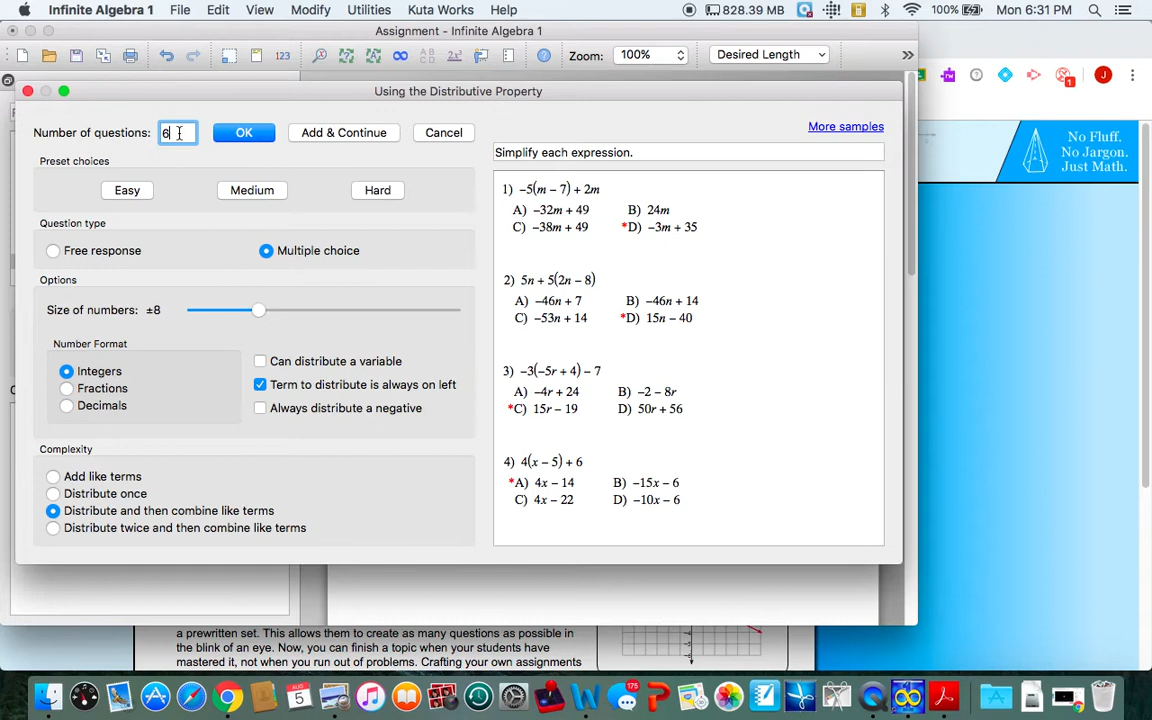 Infinite Algebra 1 File Edit View Modify Utilities Kuta Works Help 828.39 MB 100% Mon 6:31 PM
Assignment - Infinite Algebra 1
123 Zoom: 100% Desired Length »
Using the Distributive Property
Number of questions: 6 OK Add & Continue Cancel
More samples
Preset choices
Easy Medium Hard
Question type
Free response Multiple choice
Options
Size of numbers: ±8
Number Format
Integers
Fractions
Decimals
Can distribute a variable
Term to distribute is always on left
Always distribute a negative
Complexity
Add like terms
Distribute once
Distribute and then combine like terms
Distribute twice and then combine like terms
Simplify each expression.
1) −5(m − 7) + 2m
A) −32m + 49 B) 24m
C) −38m + 49 *D) −3m + 35
2) 5n + 5(2n − 8)
A) −46n + 7 B) −46n + 14
C) −53n + 14 *D) 15n − 40
3) −3(−5r + 4) − 7
A) −4r + 24 B) −2 − 8r
*C) 15r − 19 D) 50r + 56
4) 4(x − 5) + 6
*A) 4x − 14 B) −15x − 6
C) 4x − 22 D) −10x − 6
J
1
No Fluff.
No Jargon.
Just Math.
a prewritten set. This allows them to create as many questions as possible in
the blink of an eye. Now, you can finish a topic when your students have
mastered it, not when you run out of problems. Crafting your own assignments
AUG
5
175